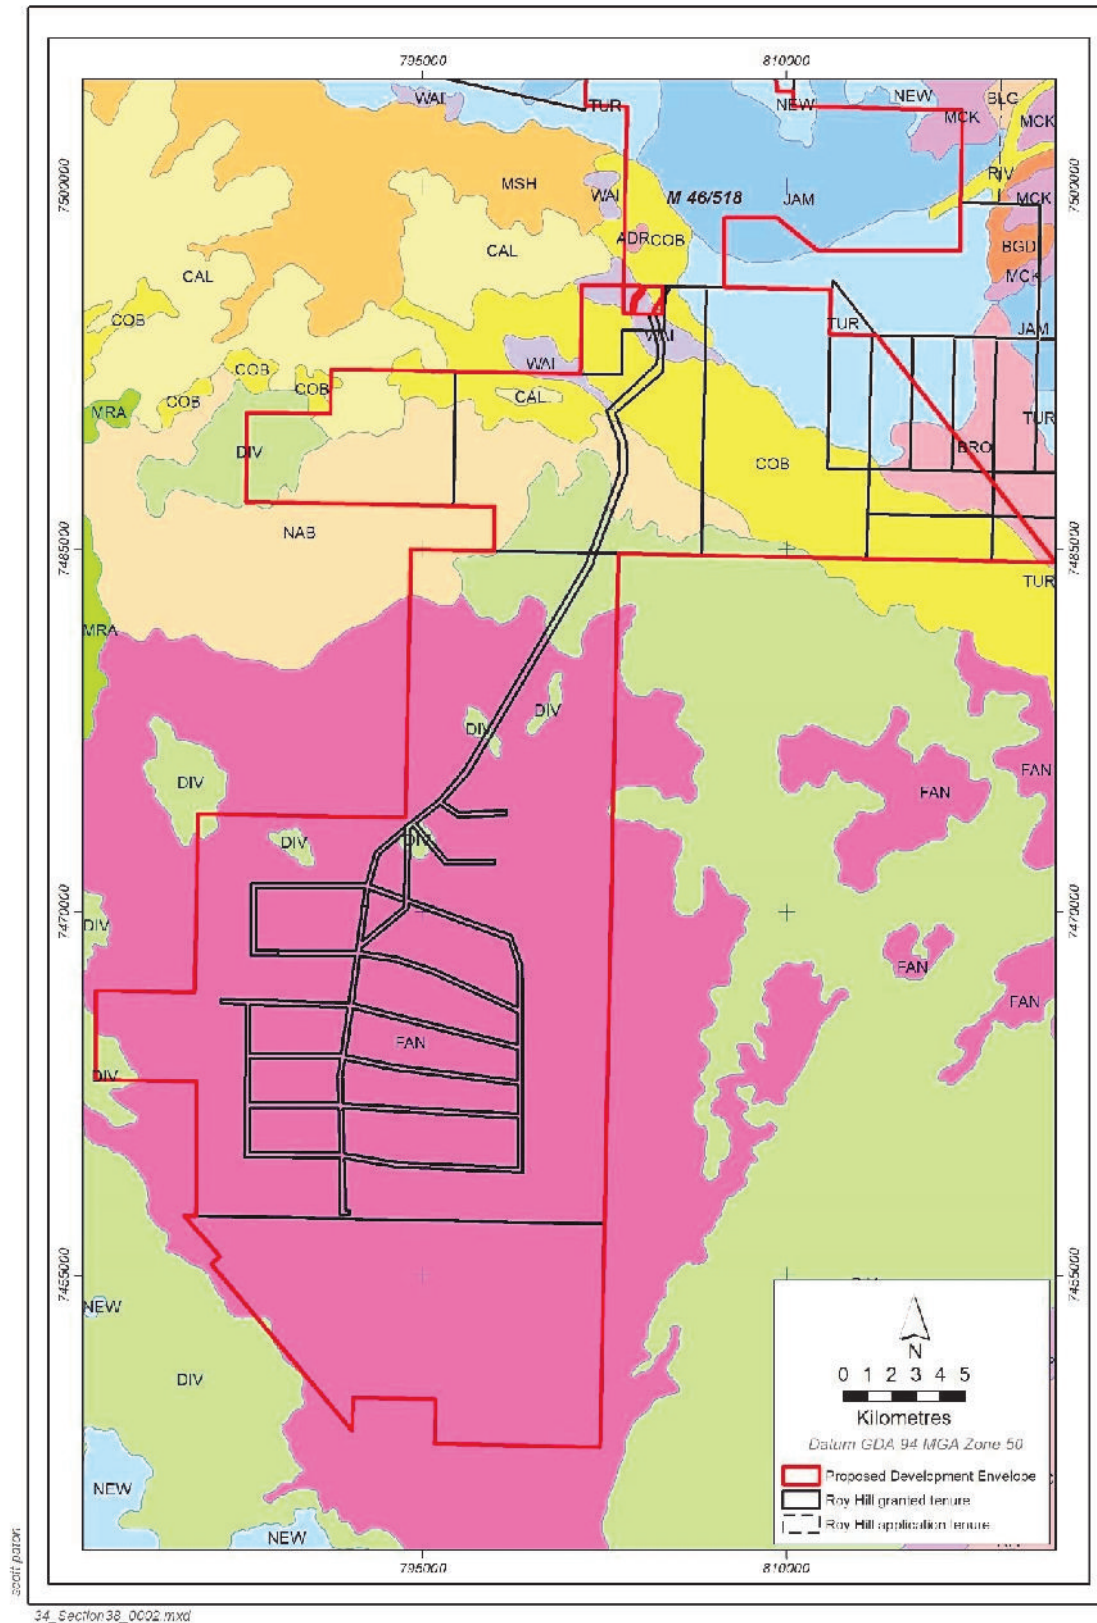 795000 810000
WAI TUR NEW NEW BLG
MCK MCK
RIV
7500000 MSH WAI M 46/518 JAM MCK 7500000
ADR COB BGD
CAL CAL MCK
COB TUR JAM
WAI WAI
COB COB COB CAL
MRA TUR
DIV COB BRO
NAB
7485000 7485000
TUR
MRA
DIV DIV
DIV FAN FAN
DIV DIV
7470000 7470000
DIV FAN FAN
FAN
DIV
7455000 7455000
NEW
DIV
NEW
NEW
N
0 1 2 3 4 5
Kilometres
Datum GDA 94 MGA Zone 50
Proposed Development Envelope
Roy Hill granted tenure
Roy Hill application tenure
795000 810000
scott paton
34_Section38_0002.mxd